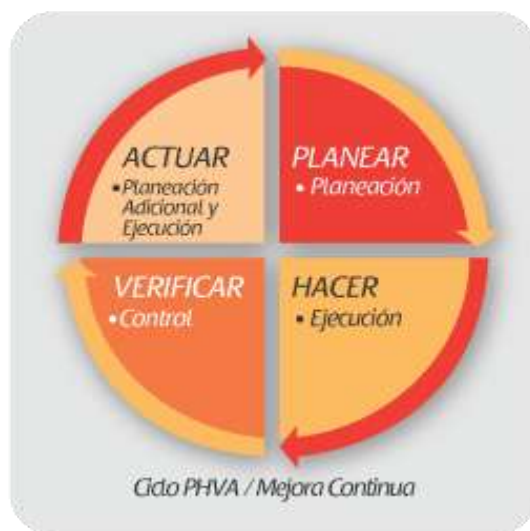 ACTUAR
•Planeación
Adicional y
Ejecución
PLANEAR
• Planeación
VERIFICAR
•Control
HACER
• Ejecución
Ciclo PHVA / Mejora Continua